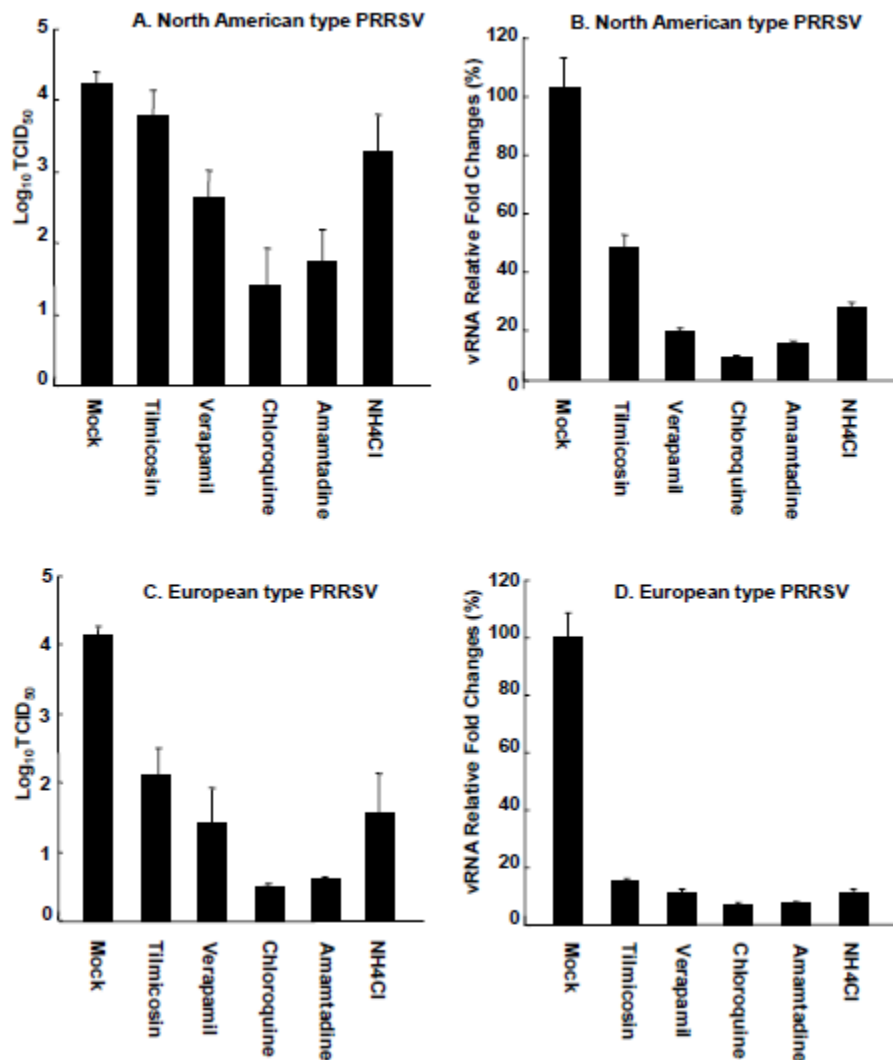 A. North American type PRRSV
Log10 TCID50
5
4
3
2
1
0
Mock
Tilmicosin
Verapamil
Chloroquine
Amamtadine
NH4Cl
B. North American type PRRSV
vRNA Relative Fold Changes (%)
120
100
80
60
40
20
0
Mock
Tilmicosin
Verapamil
Chloroquine
Amamtadine
NH4Cl
C. European type PRRSV
Log10 TCID50
5
4
3
2
1
0
Mock
Tilmicosin
Verapamil
Chloroquine
Amamtadine
NH4Cl
D. European type PRRSV
vRNA Relative Fold Changes (%)
120
100
80
60
40
20
0
Mock
Tilmicosin
Verapamil
Chloroquine
Amamtadine
NH4Cl